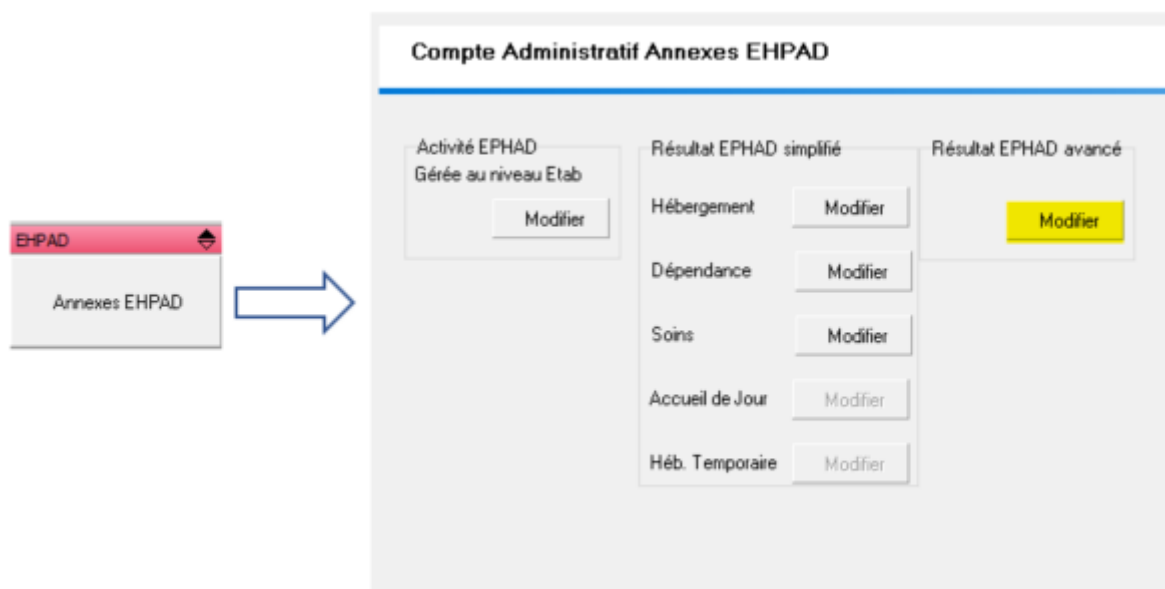 Compte Administratif Annexes EHPAD
Activité EPHAD
Gérée au niveau Etab
Modifier
Résultat EPHAD simplifié
Hébergement Modifier
Dépendance Modifier
Soins Modifier
Accueil de Jour Modifier
Héb. Temporaire Modifier
Résultat EPHAD avancé
Modifier
EHPAD
Annexes EHPAD